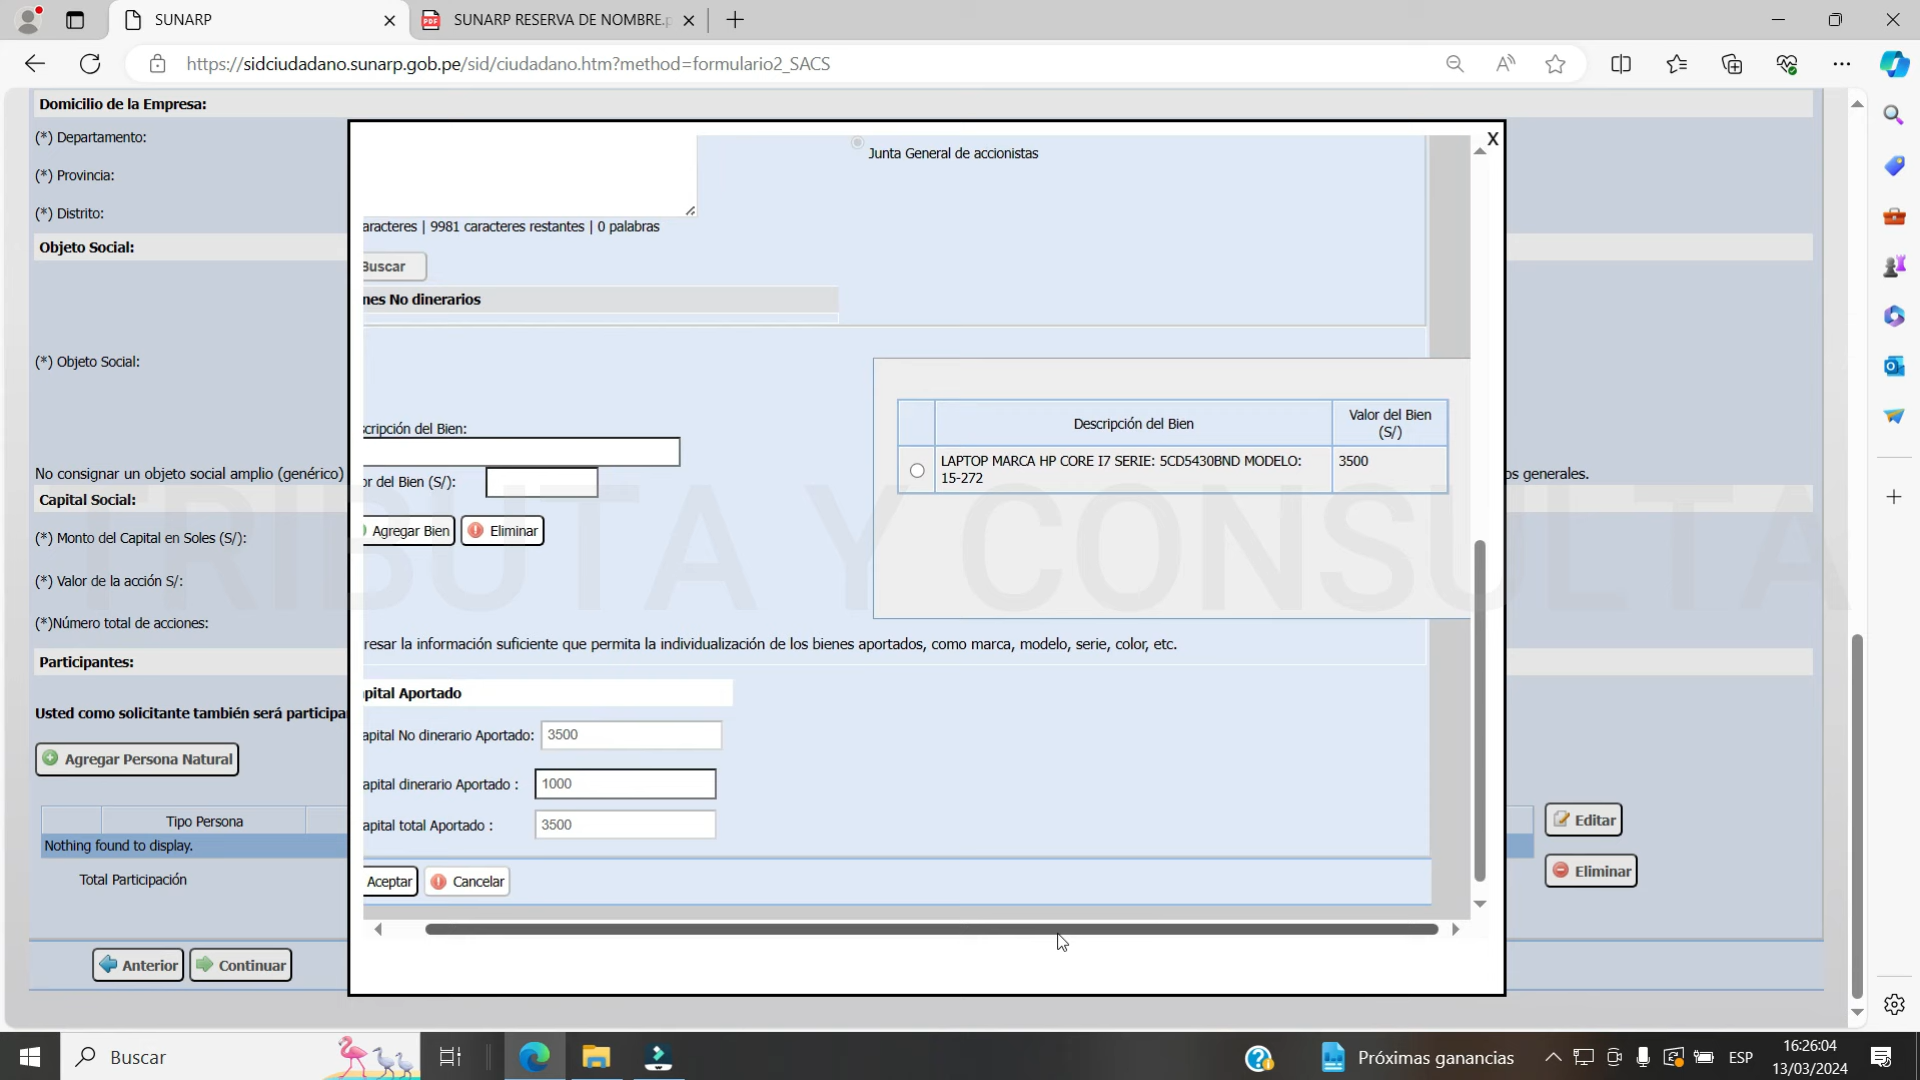 SUNARP
SUNARP RESERVA DE NOMBRE.p
https://sidciudadano.sunarp.gob.pe/sid/ciudadano.htm?method=formulario2_SACS
Domicilio de la Empresa:
(*) Departamento:
(*) Provincia:
(*) Distrito:
Objeto Social:
(*) Objeto Social:
No consignar un objeto social amplio (genérico)
os generales.
Capital Social:
(*) Monto del Capital en Soles (S/):
(*) Valor de la acción S/:
(*)Número total de acciones:
Participantes:
Usted como solicitante también será participa
Agregar Persona Natural
Tipo Persona
Nothing found to display.
Total Participación
Editar
Eliminar
Anterior
Continuar
X
Junta General de accionistas
aracteres | 9981 caracteres restantes | 0 palabras
Buscar
nes No dinerarios
scripción del Bien:
or del Bien (S/):
Agregar Bien
Eliminar
Descripción del Bien
Valor del Bien
(S/)
LAPTOP MARCA HP CORE I7 SERIE: 5CD5430BND MODELO:
15-272
3500
resar la información suficiente que permita la individualización de los bienes aportados, como marca, modelo, serie, color, etc.
pital Aportado
apital No dinerario Aportado: 3500
apital dinerario Aportado : 1000
apital total Aportado : 3500
Aceptar
Cancelar
TRIBUTA Y CONSULTA
Buscar
Próximas ganancias
ESP
16:26:04
13/03/2024